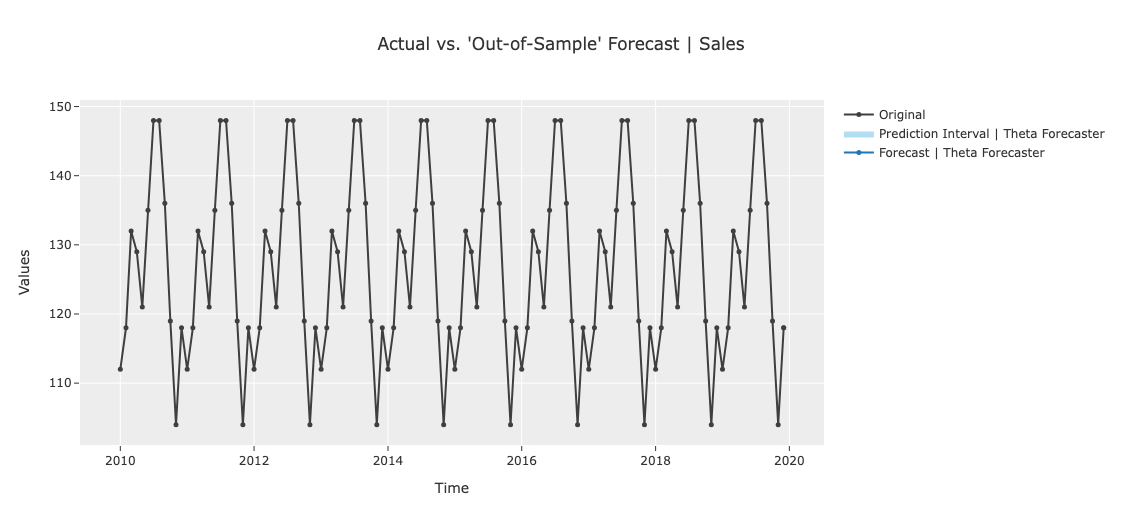 Actual vs. 'Out-of-Sample' Forecast | Sales
Original
Prediction Interval | Theta Forecaster
Forecast | Theta Forecaster
Values
150
140
130
120
110
2010 2012 2014 2016 2018 2020
Time